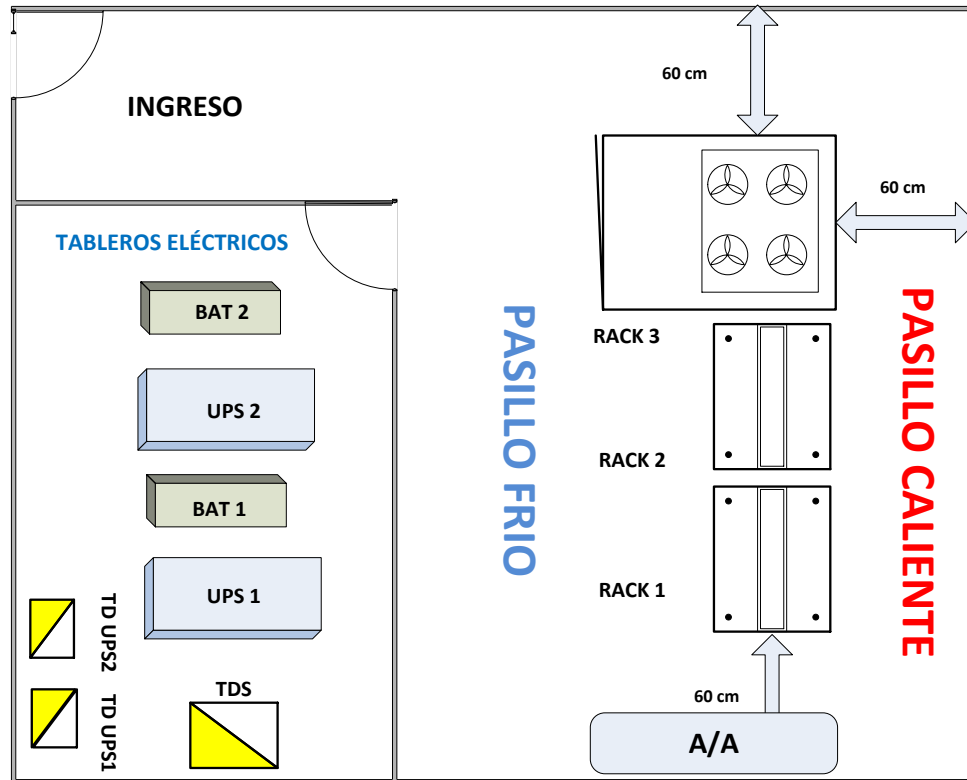 60 cm
INGRESO
60 cm
TABLEROS ELÉCTRICOS
BAT 2
RACK 3
UPS 2
PASILLO FRIO
PASILLO CALIENTE
RACK 2
BAT 1
UPS 1
RACK 1
TD UPS2
TDS
60 cm
TD UPS1
A/A